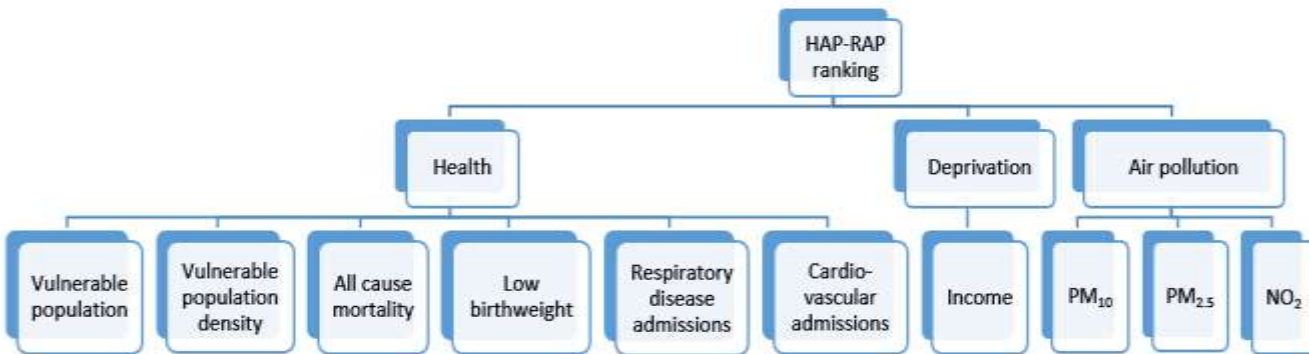 HAP-RAP
ranking
Health
Deprivation
Air pollution
Vulnerable
population
Vulnerable
population
density
All cause
mortality
Low
birthweight
Respiratory
disease
admissions
Cardio-
vascular
admissions
Income
PM₁₀
PM₂.₅
NO₂